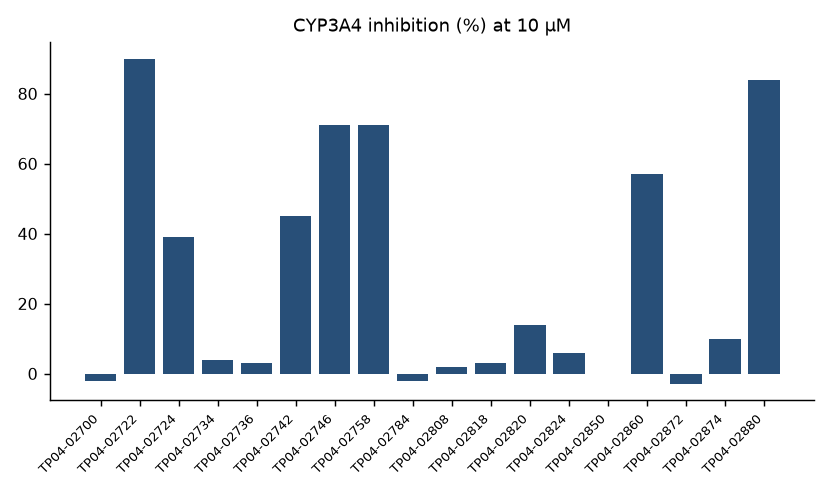 CYP3A4 inhibition (%) at 10 µM
80
60
40
20
0
TP04-02700
TP04-02722
TP04-02724
TP04-02734
TP04-02736
TP04-02742
TP04-02746
TP04-02758
TP04-02784
TP04-02808
TP04-02818
TP04-02820
TP04-02824
TP04-02850
TP04-02860
TP04-02872
TP04-02874
TP04-02880